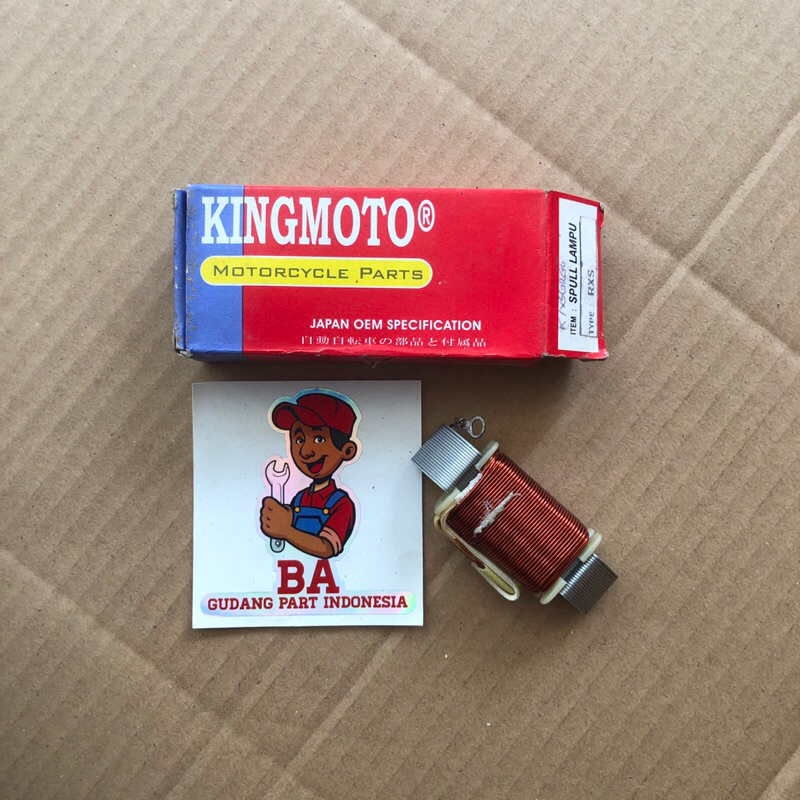 KINGMOTO®
MOTORCYCLE PARTS
JAPAN OEM SPECIFICATION
自動自転車の部品と付属品
ITEM : SPULL LAMPU
TYPE : RXS
BA
GUDANG PART INDONESIA